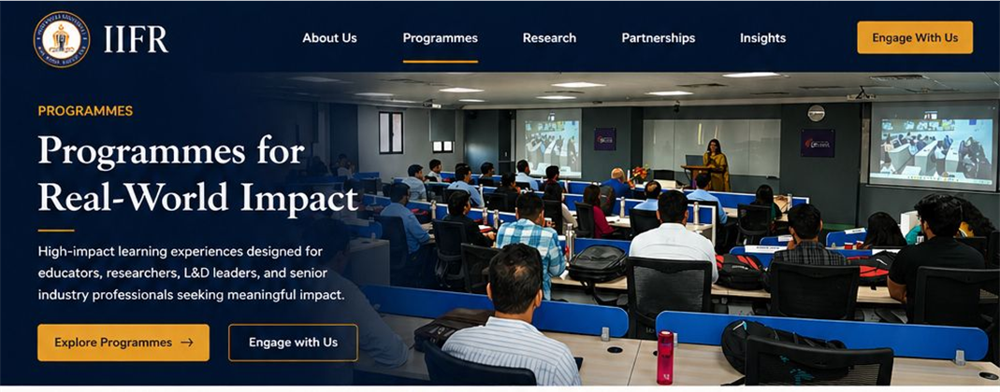 IIFR
About Us
Programmes
Research
Partnerships
Insights
Engage With Us
PROGRAMMES
Programmes for
Real-World Impact
High-impact learning experiences designed for
educators, researchers, L&D leaders, and senior
industry professionals seeking meaningful impact.
Explore Programmes →
Engage with Us